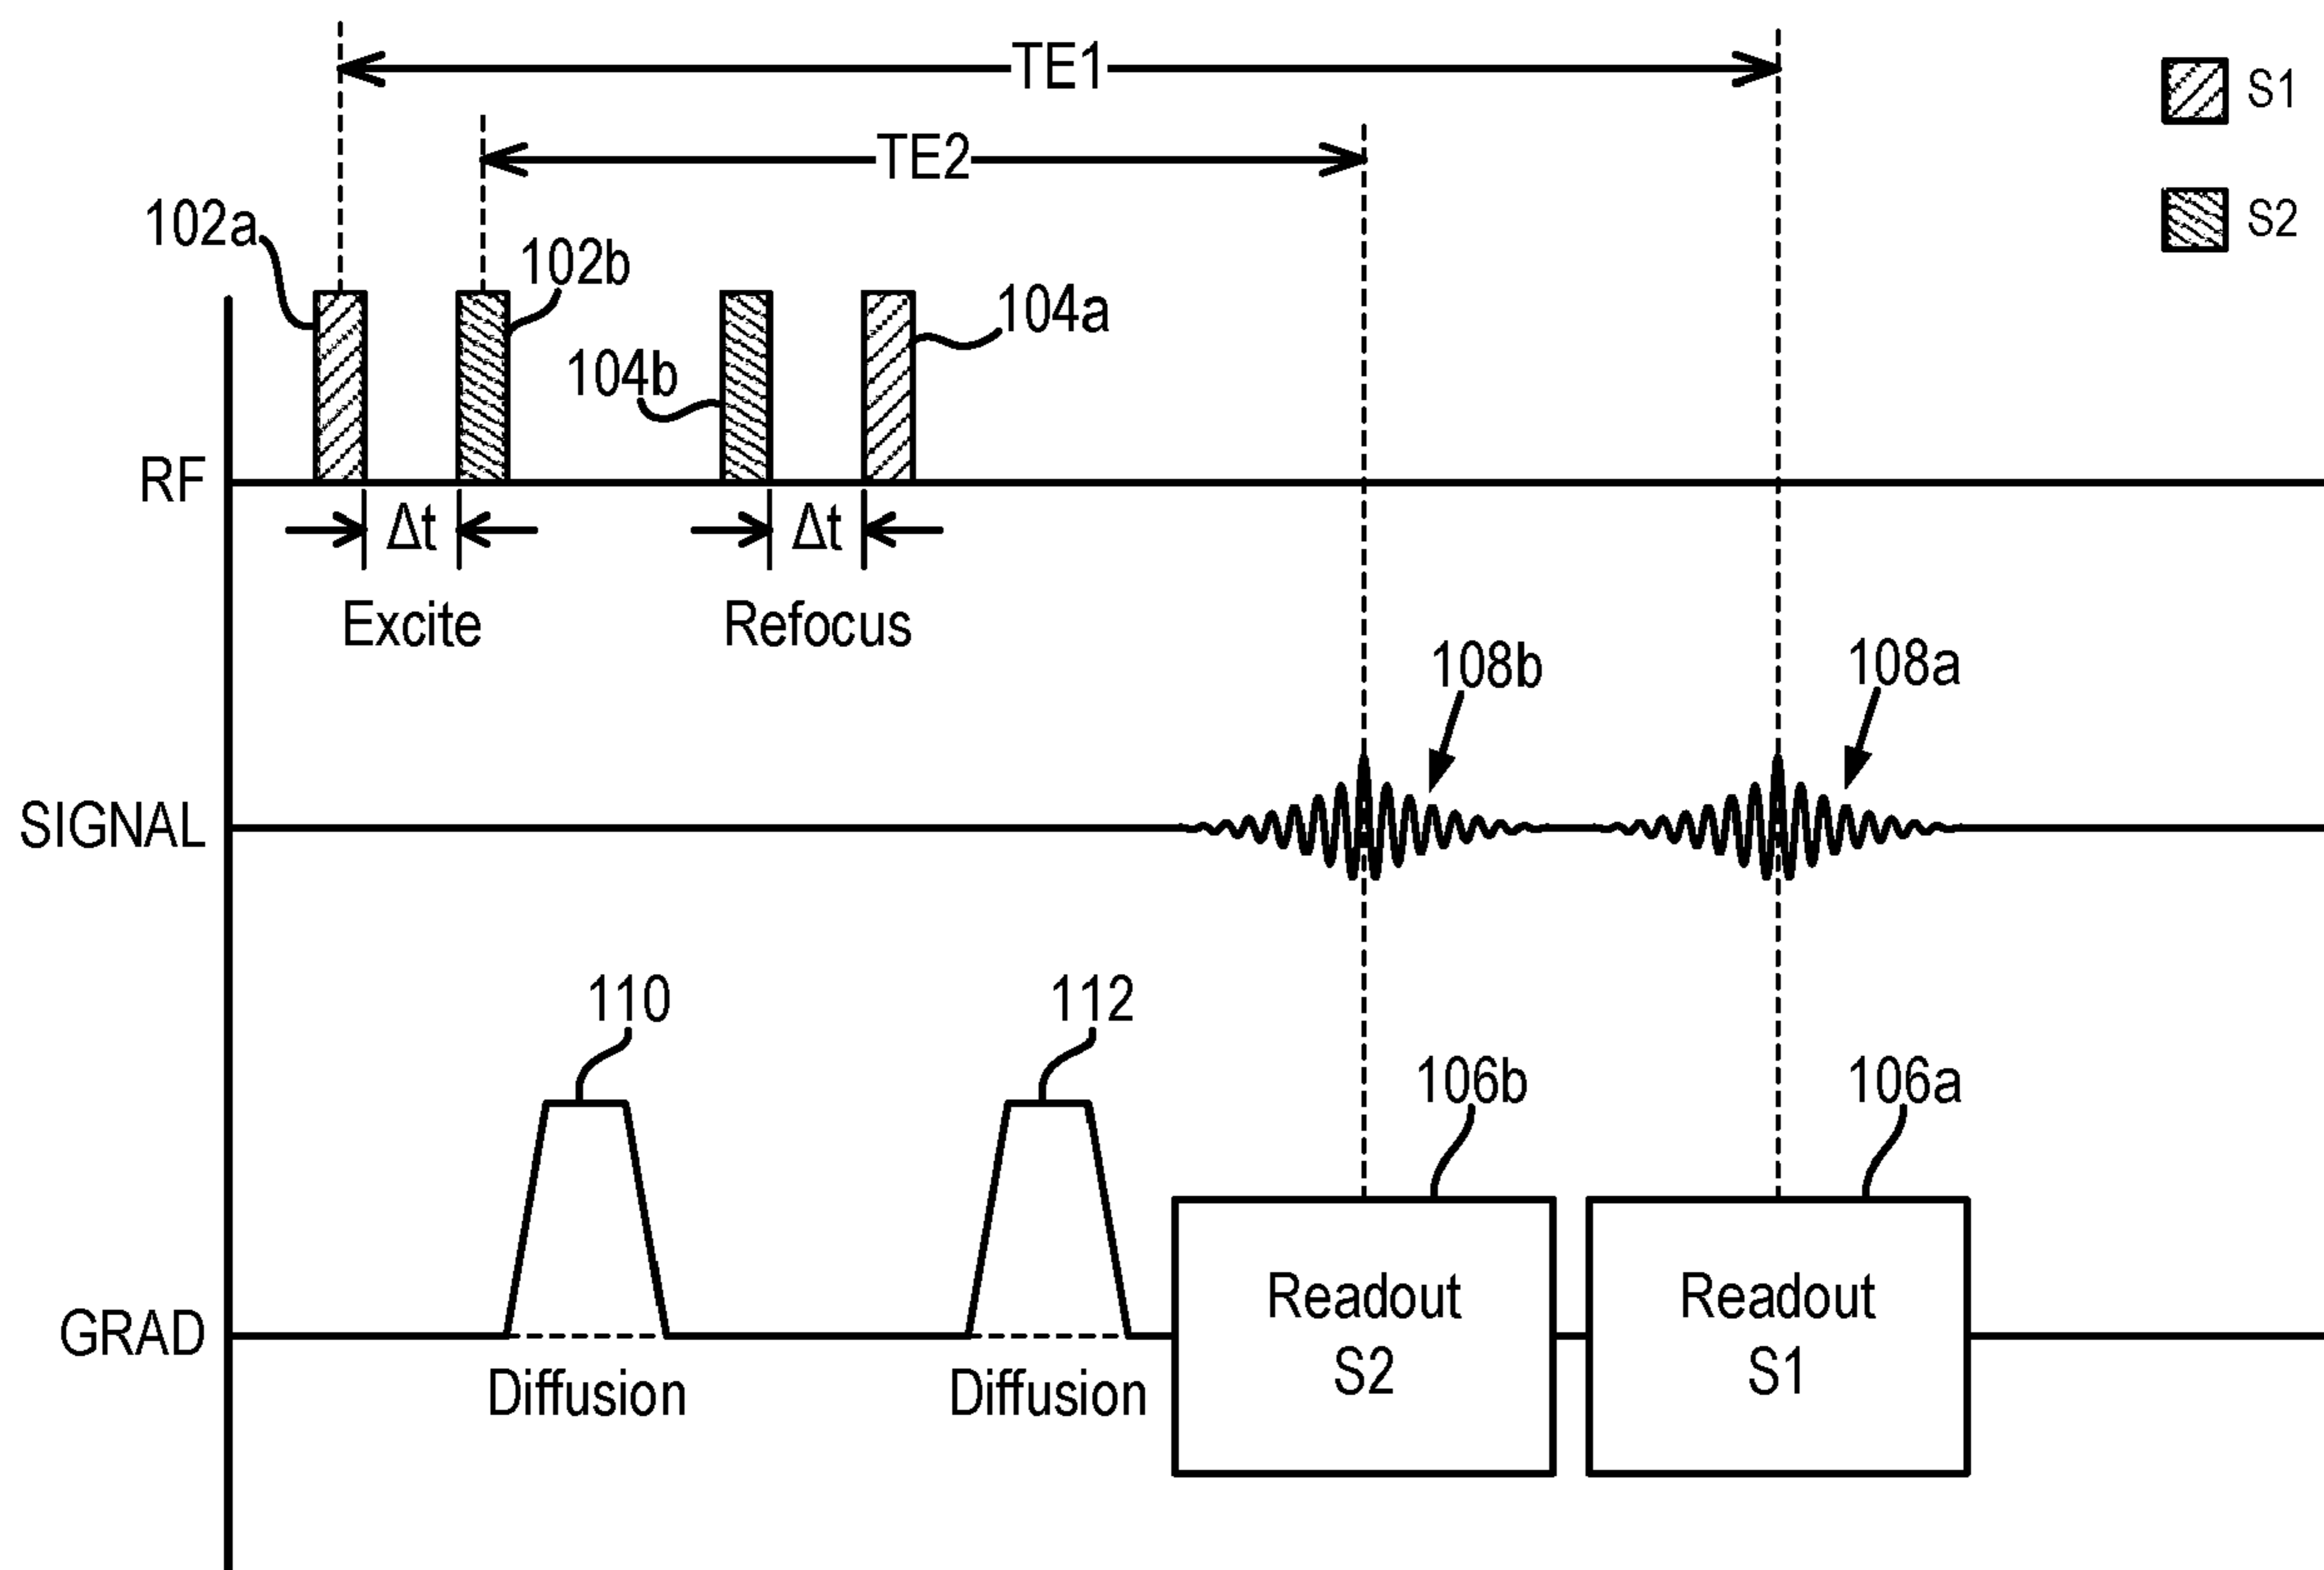 TE1
S1
TE2
S2
102a
102b
104a
104b
RF
Δt
Δt
Excite
Refocus
108b
108a
SIGNAL
110
112
106b
106a
GRAD
Diffusion
Diffusion
Readout
S2
Readout
S1